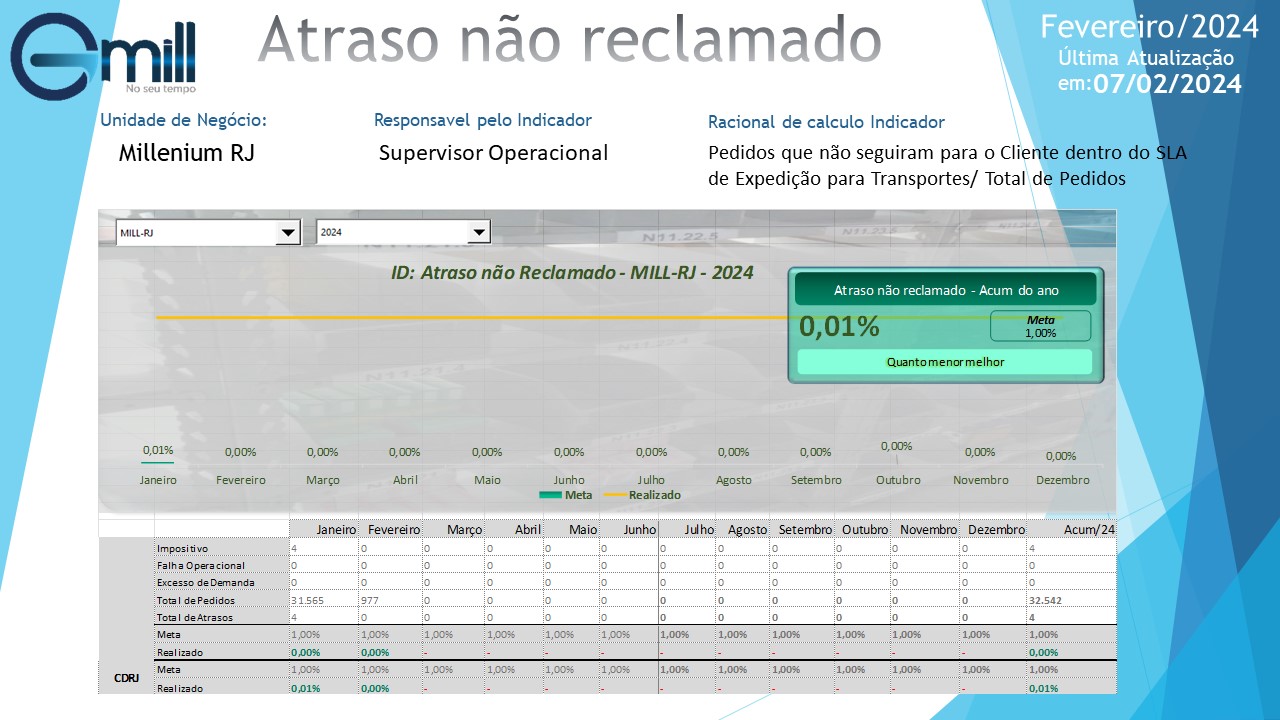 Gmill
No seu tempo
Atraso não reclamado
Fevereiro/2024
Última Atualização
em:07/02/2024
Unidade de Negócio:
Millenium RJ
Responsavel pelo Indicador
Supervisor Operacional
Racional de calculo Indicador
Pedidos que não seguiram para o Cliente dentro do SLA
de Expedição para Transportes/ Total de Pedidos
MILL-RJ 2024
N11.22.5
ID: Atraso não Reclamado - MILL-RJ - 2024
Atraso não reclamado - Acum do ano
0,01%
Meta
1,00%
Quanto menor melhor
0,01% 0,00% 0,00% 0,00% 0,00% 0,00% 0,00% 0,00% 0,00% 0,00% 0,00% 0,00%
Janeiro Fevereiro Março Abril Maio Junho Julho Agosto Setembro Outubro Novembro Dezembro
Meta Realizado
Janeiro Fevereiro Março Abril Maio Junho Julho Agosto Setembro Outubro Novembro Dezembro Acum/24
Impositivo 4 0 0 0 0 0 0 0 0 0 0 0 4
Falha Operacional 0 0 0 0 0 0 0 0 0 0 0 0 0
Excesso de Demanda 0 0 0 0 0 0 0 0 0 0 0 0 0
Total de Pedidos 31.565 977 0 0 0 0 0 0 0 0 0 0 32.542
Total de Atrasos 4 0 0 0 0 0 0 0 0 0 0 0 4
Meta 1,00% 1,00% 1,00% 1,00% 1,00% 1,00% 1,00% 1,00% 1,00% 1,00% 1,00% 1,00% 1,00%
Realizado 0,00% 0,00% - - - - - - - - - - 0,00%
CDRJ
Meta 1,00% 1,00% 1,00% 1,00% 1,00% 1,00% 1,00% 1,00% 1,00% 1,00% 1,00% 1,00% 1,00%
Realizado 0,01% 0,00% - - - - - - - - - - 0,01%